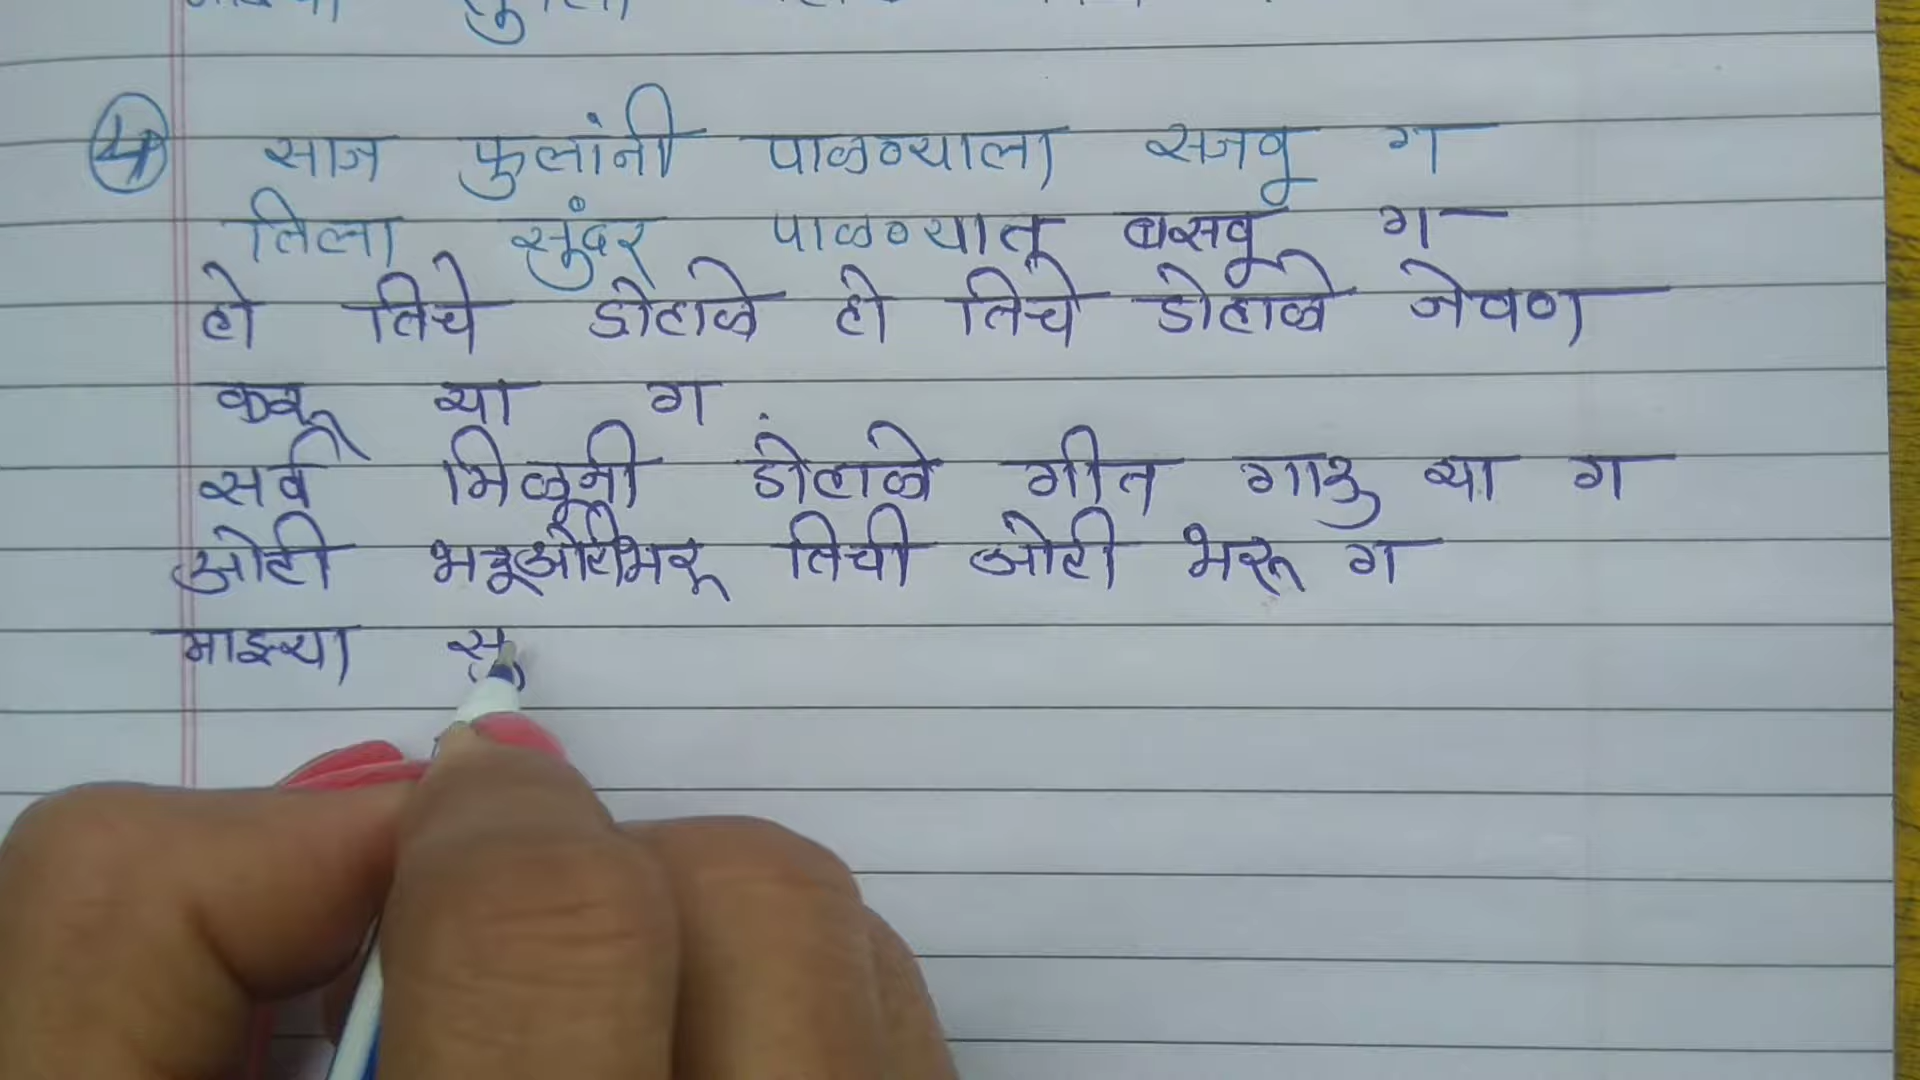 4 साज फुलांनी पाळण्याला सजवू ग
तिला सुंदर पाळण्यात बसवू ग
हो तिचे डोहाळे हो तिचे डोहाळे जेवण
करू या ग
सर्व मिळूनी डोहाळे गीत गाऊ या ग
ओटी भरूओटीभरू तिची ओटी भरू ग
माझ्या सु